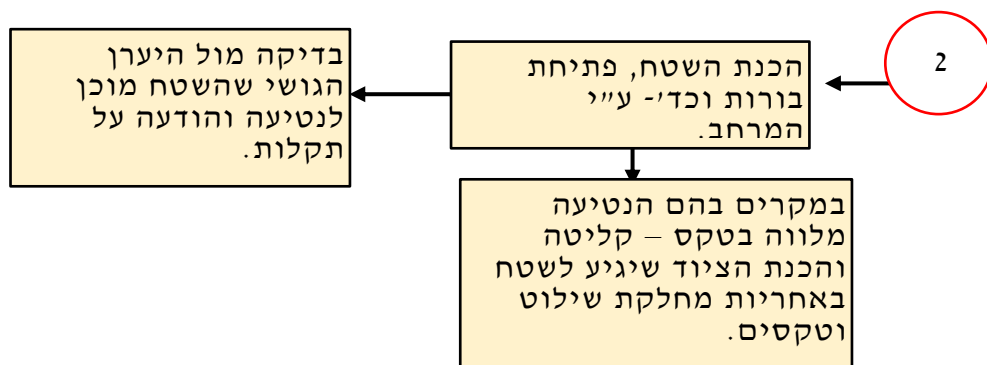 2
הכנת השטח, פתיחת
בורות וכד'- ע"י
המרחב.
בדיקה מול היערן
הגושי שהשטח מוכן
לנטיעה והודעה על
תקלות.
במקרים בהם הנטיעה
מלווה בטקס – קליטה
והכנת הציוד שיגיע לשטח
באחריות מחלקת שילוט
וטקסים.